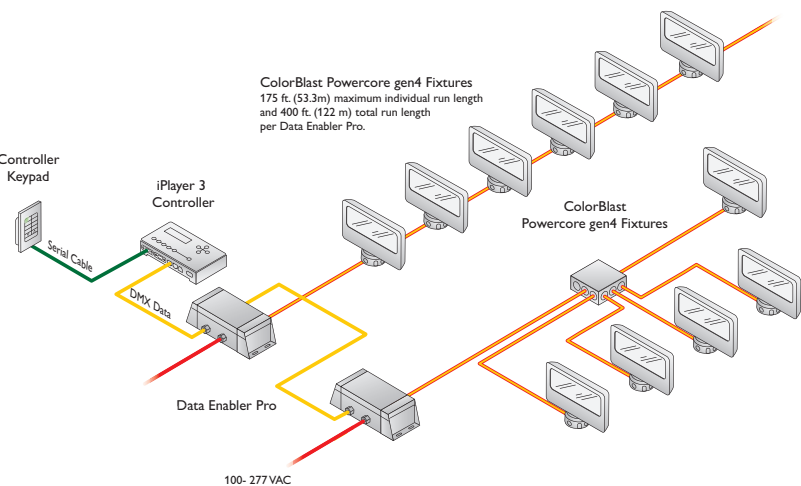 ColorBlast Powercore gen4 Fixtures
175 ft. (53.3m) maximum individual run length
and 400 ft. (122 m) total run length
per Data Enabler Pro.
Controller
Keypad
iPlayer 3
Controller
Serial Cable
DMX Data
ColorBlast
Powercore gen4 Fixtures
Data Enabler Pro
100- 277 VAC